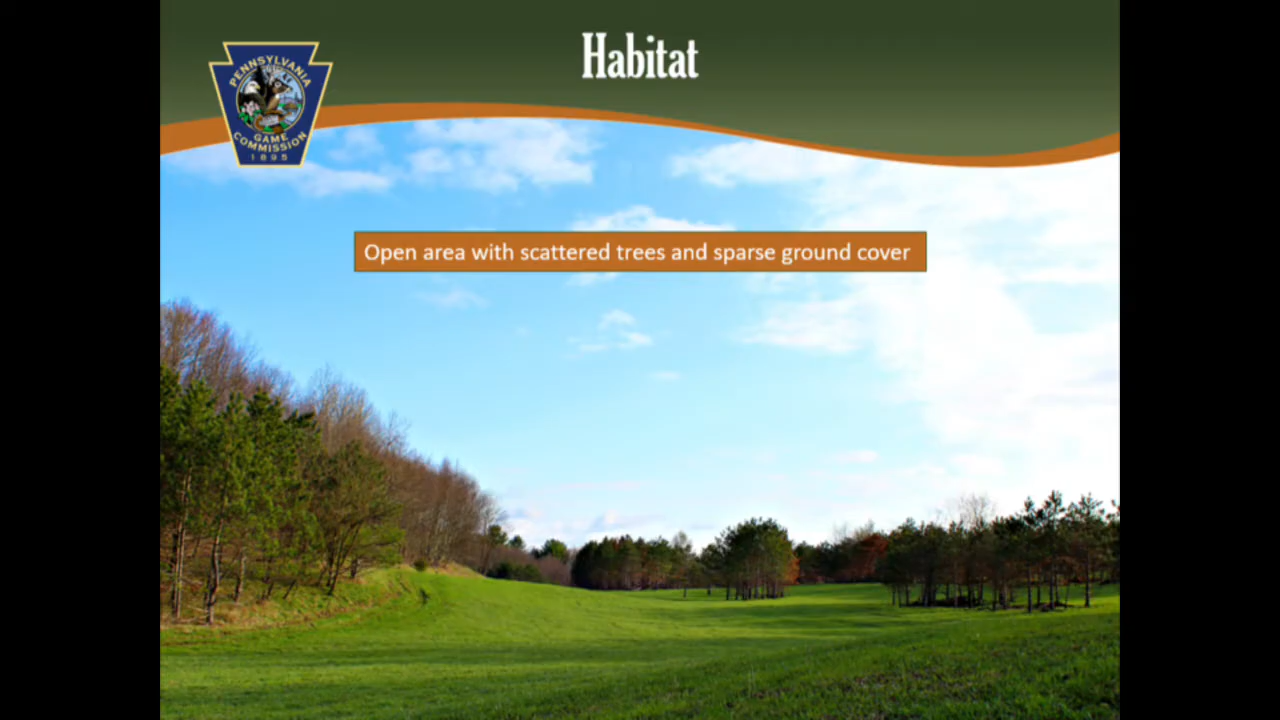 Habitat
PENNSYLVANIA
GAME
COMMISSION
1895
Open area with scattered trees and sparse ground cover